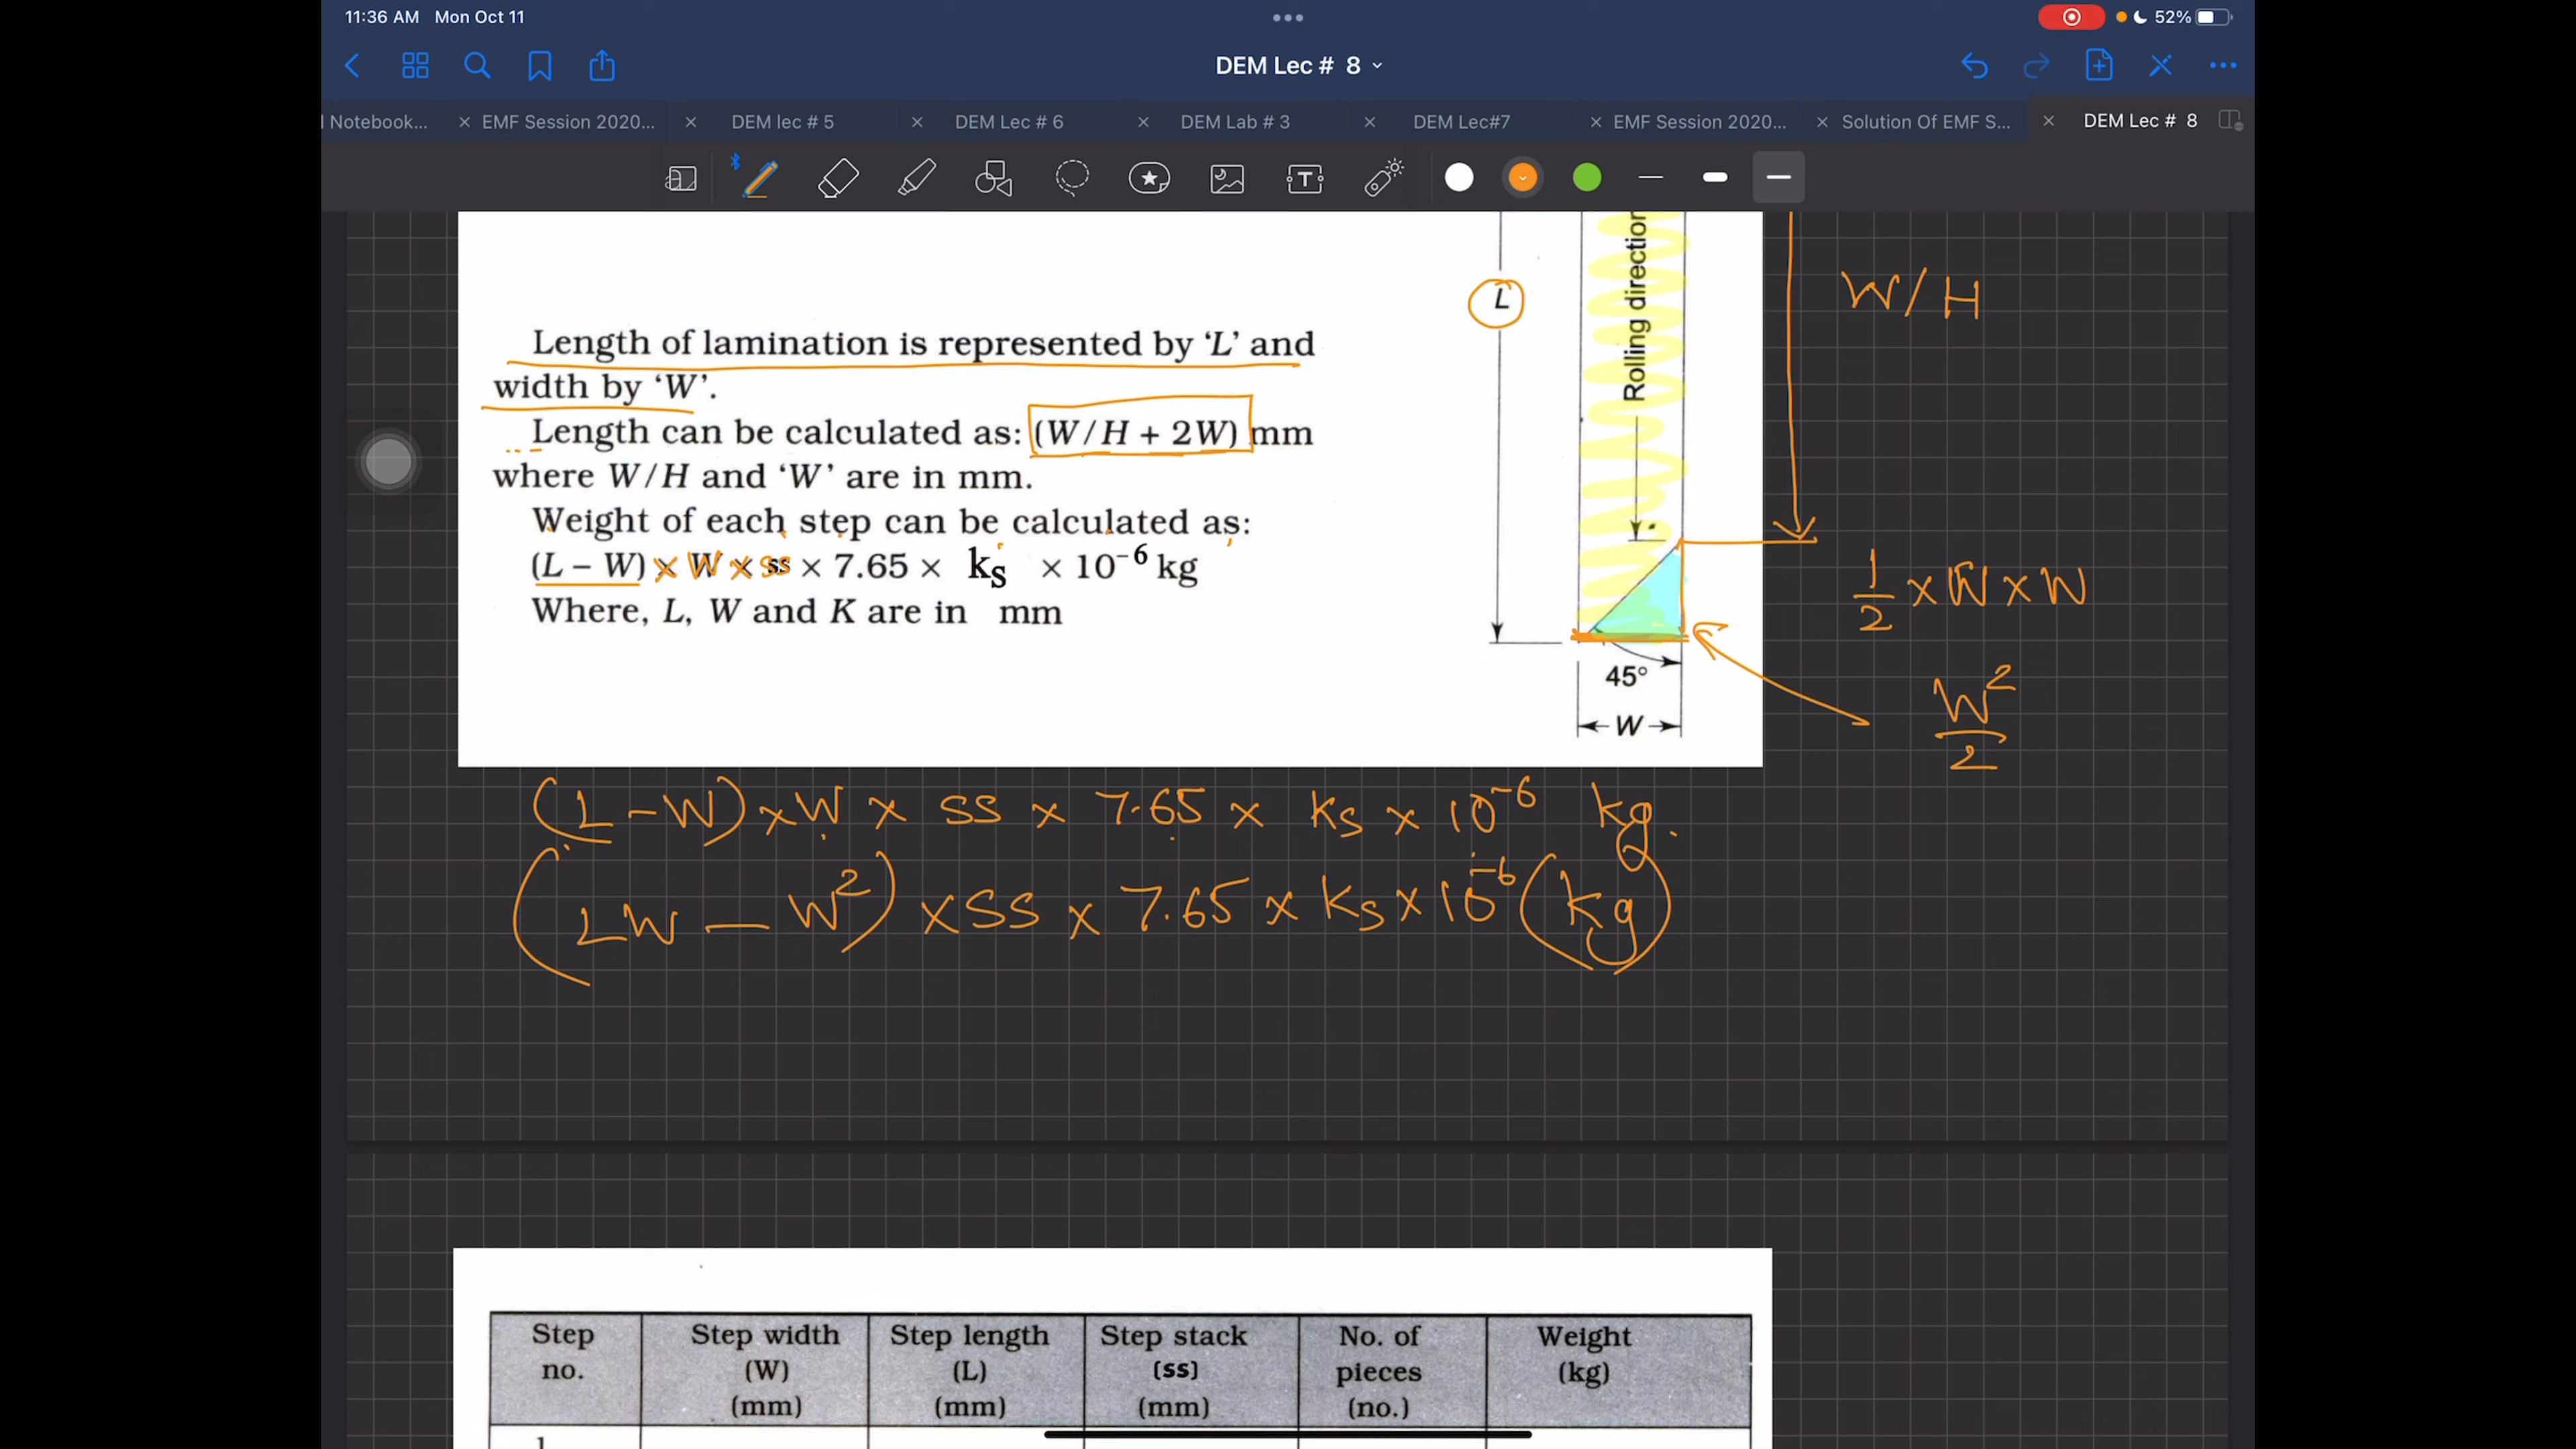 11:36 AM Mon Oct 11
52%
DEM Lec # 8
l Notebook...
EMF Session 2020...
DEM lec # 5
DEM Lec # 6
DEM Lab # 3
DEM Lec#7
EMF Session 2020...
Solution Of EMF S...
DEM Lec # 8
Rolling direction
L
W/H
Length of lamination is represented by ‘L’ and
width by ‘W’.
Length can be calculated as: (W/H + 2W) mm
where W/H and ‘W’ are in mm.
Weight of each step can be calculated as:
(L – W) × W × ss × 7.65 × ks × 10⁻⁶ kg
Where, L, W and K are in mm
1/2 × W × W
45°
W
W²/2
(L - W) × W × ss × 7.65 × ks × 10⁻⁶ kg.
(LW - W²) × ss × 7.65 × ks × 10⁻⁶ (kg)
Step no. Step width (W) (mm) Step length (L) (mm) Step stack (ss) (mm) No. of pieces (no.) Weight (kg)